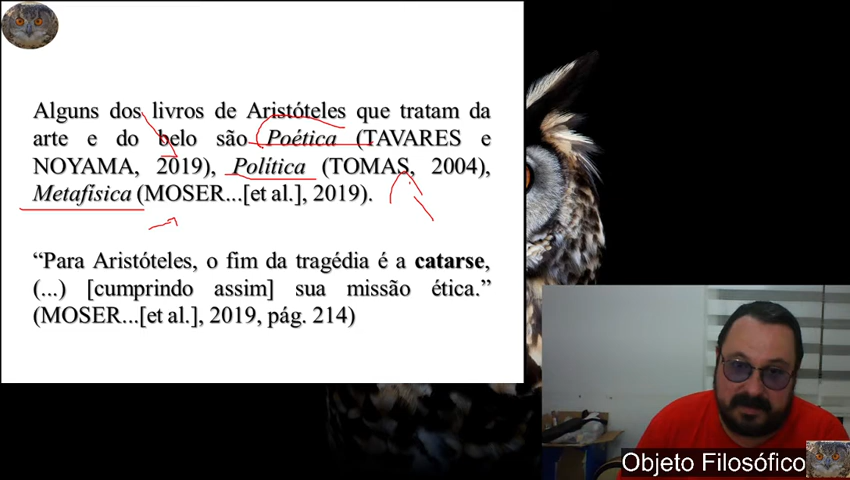 Alguns dos livros de Aristóteles que tratam da
arte e do belo são Poética (TAVARES e
NOYAMA, 2019), Política (TOMAS, 2004),
Metafísica (MOSER...[et al.], 2019).
“Para Aristóteles, o fim da tragédia é a catarse,
(...) [cumprindo assim] sua missão ética.”
(MOSER...[et al.], 2019, pág. 214)
Objeto Filosófico